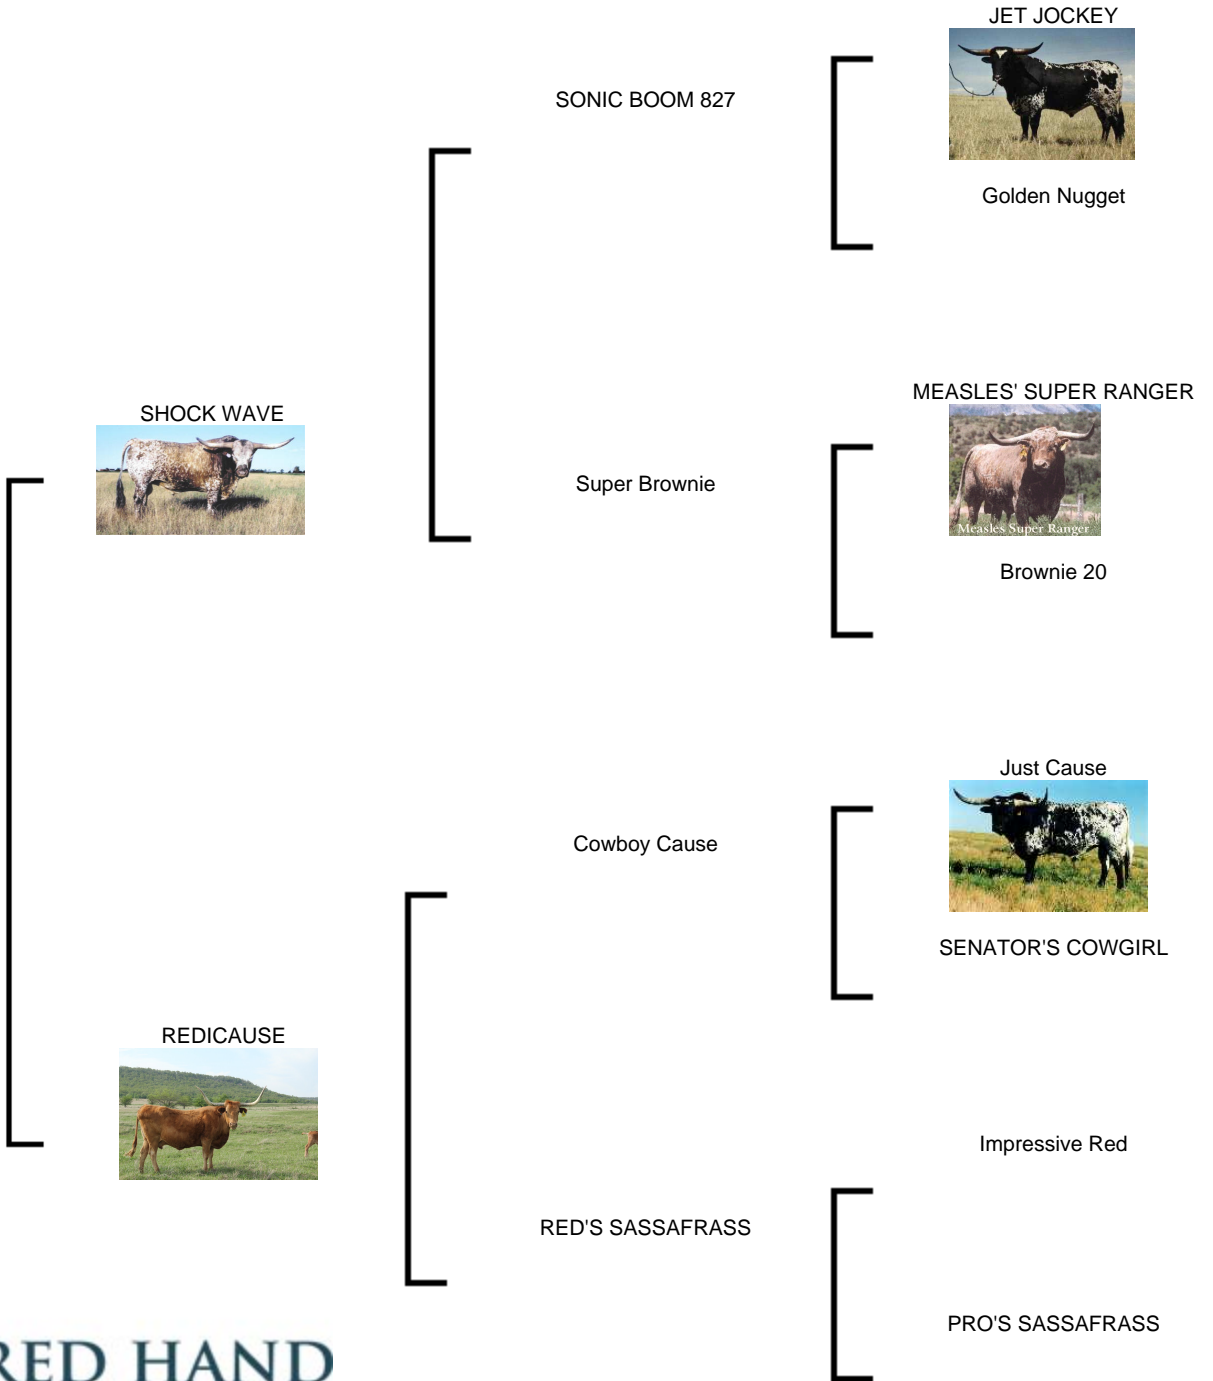 JET JOCKEY
SONIC BOOM 827
Golden Nugget
MEASLES' SUPER RANGER
SHOCK WAVE
Super Brownie
Measles Super Ranger
Brownie 20
Just Cause
Cowboy Cause
SENATOR'S COWGIRL
REDICAUSE
Impressive Red
RED'S SASSAFRASS
PRO'S SASSAFRASS
RED HAND